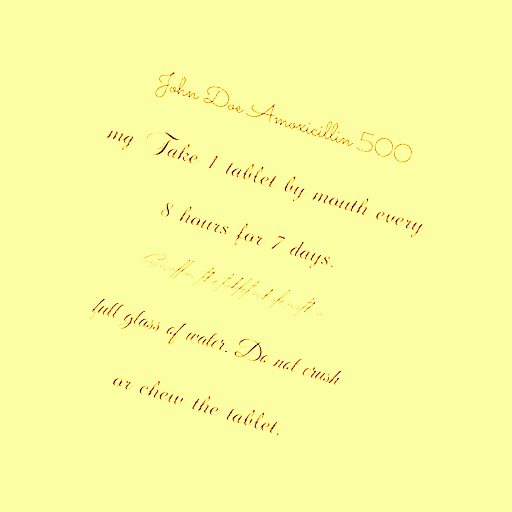 John Doe Amoxicillin 500
mg Take 1 tablet by mouth every
8 hours for 7 days.
full glass of water. Do not crush
or chew the tablet.